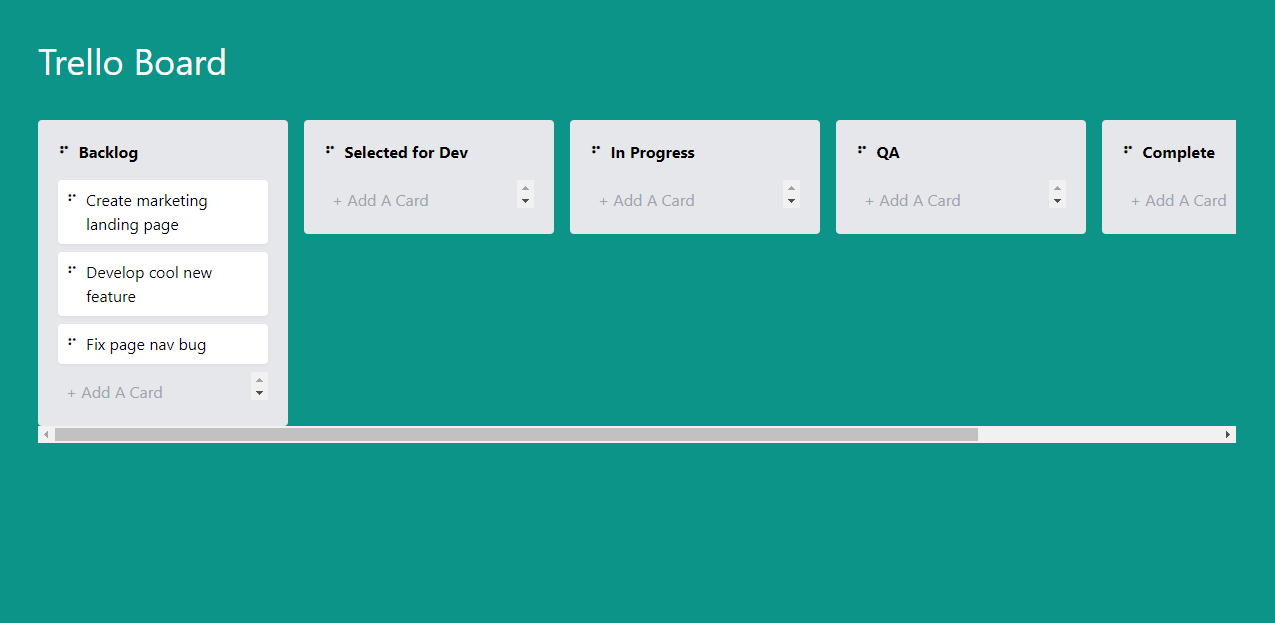 Trello Board
Backlog
Create marketing
landing page
Develop cool new
feature
Fix page nav bug
+ Add A Card
Selected for Dev
+ Add A Card
In Progress
+ Add A Card
QA
+ Add A Card
Complete
+ Add A Card